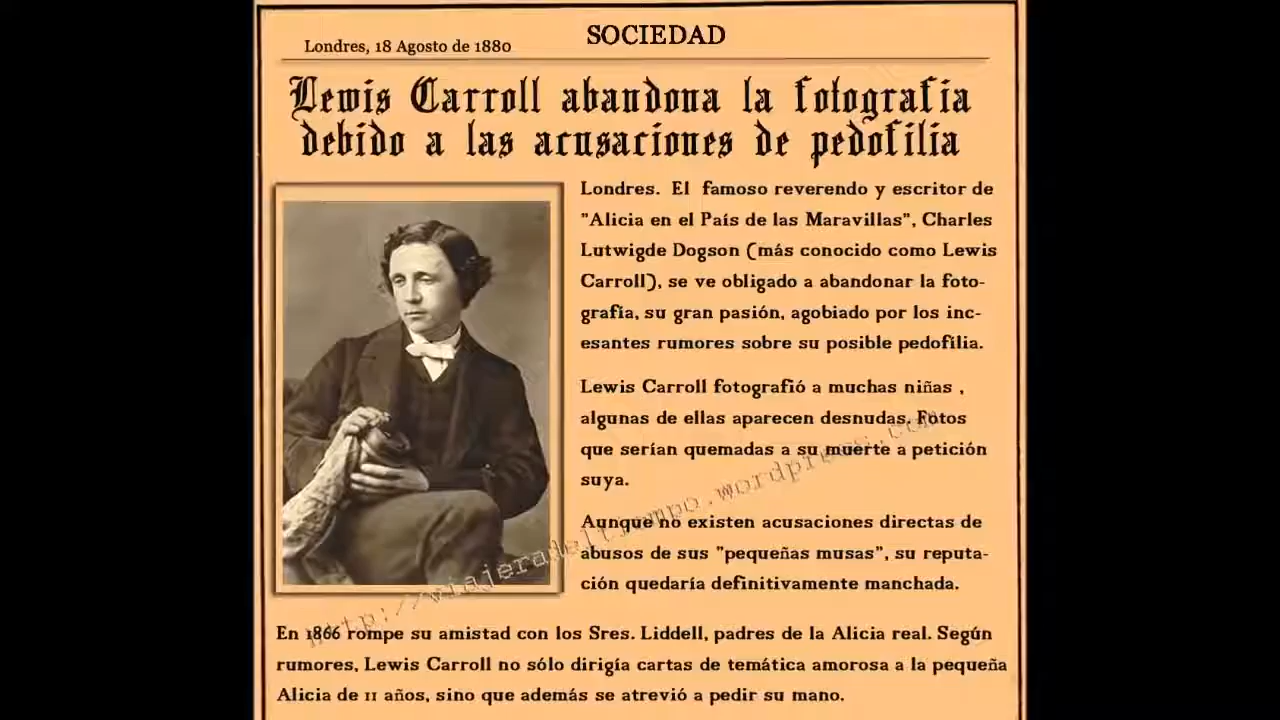 Londres, 18 Agosto de 1880
SOCIEDAD
Lewis Carroll abandona la fotografía
debido a las acusaciones de pedofilia
Londres. El famoso reverendo y escritor de
"Alicia en el País de las Maravillas", Charles
Lutwigde Dogson (más conocido como Lewis
Carroll), se ve obligado a abandonar la foto-
grafía, su gran pasión, agobiado por los inc-
esantes rumores sobre su posible pedofilia.
Lewis Carroll fotografió a muchas niñas ,
algunas de ellas aparecen desnudas. Fotos
que serían quemadas a su muerte a petición
suya.
Aunque no existen acusaciones directas de
abusos de sus "pequeñas musas", su reputa-
ción quedaría definitivamente manchada.
http://viajeradeltiempo.wordpress.com
En 1866 rompe su amistad con los Sres. Liddell, padres de la Alicia real. Según
rumores, Lewis Carroll no sólo dirigía cartas de temática amorosa a la pequeña
Alicia de 11 años, sino que además se atrevió a pedir su mano.